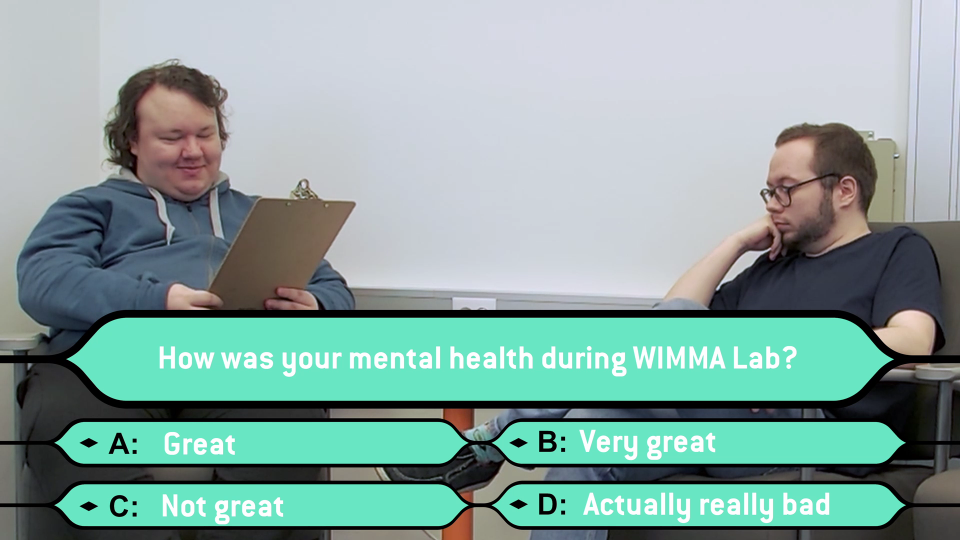 How was your mental health during WIMMA Lab?
A: Great
B: Very great
C: Not great
D: Actually really bad